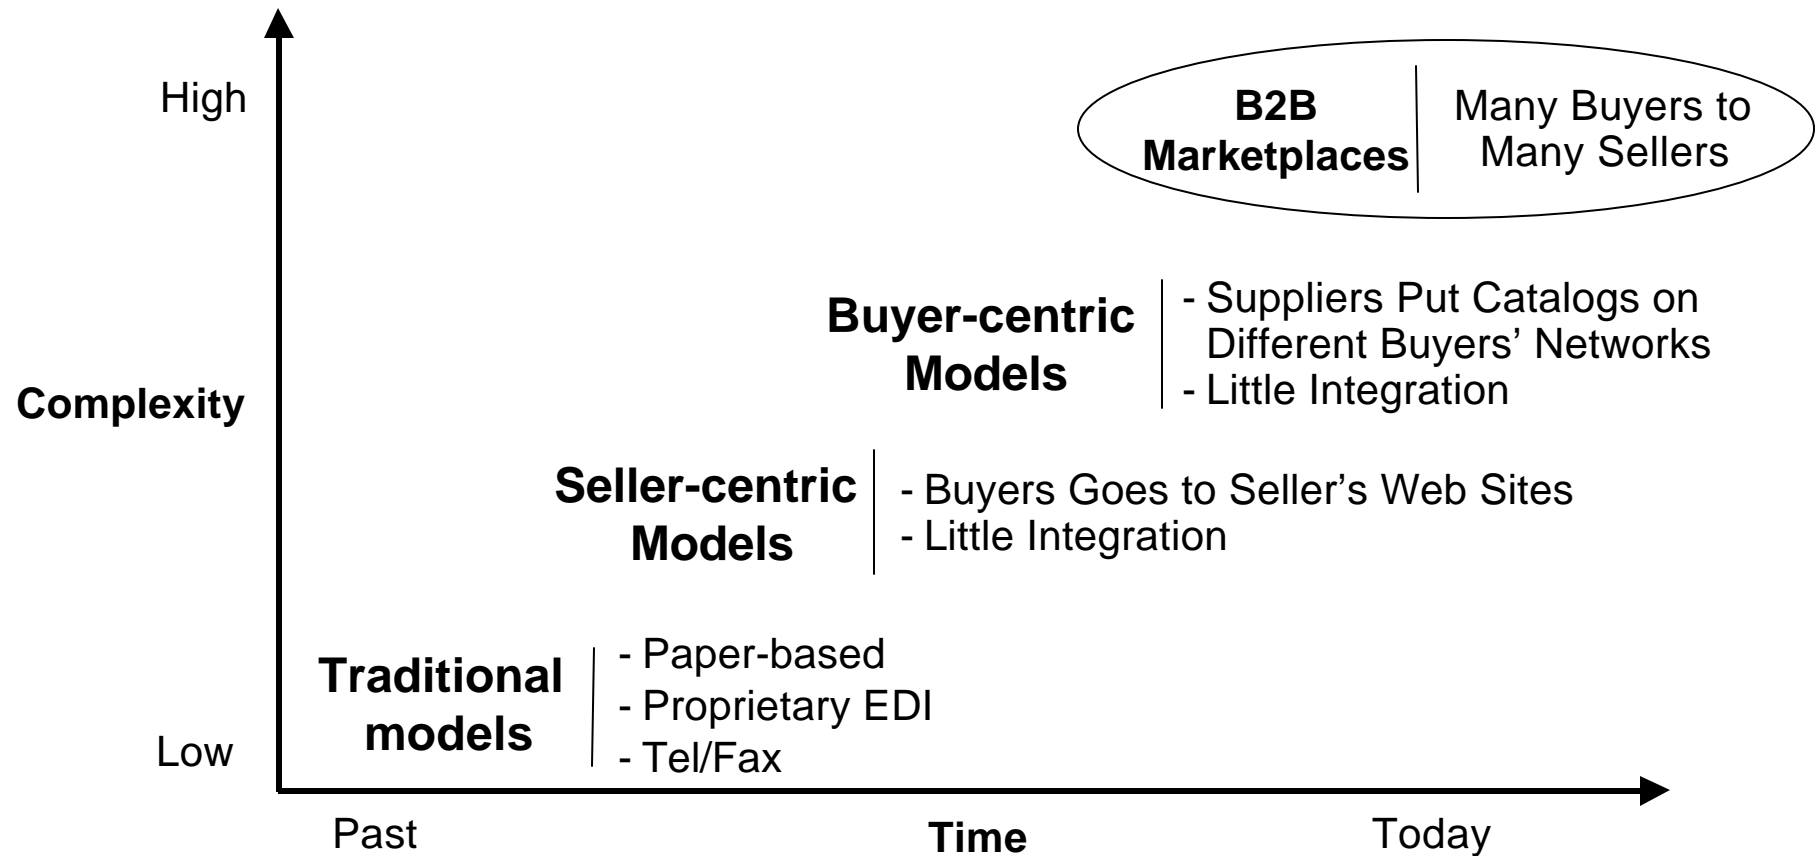 High
B2B
Marketplaces
Many Buyers to
Many Sellers
Buyer-centric
Models
- Suppliers Put Catalogs on
Different Buyers’ Networks
- Little Integration
Complexity
Seller-centric
Models
- Buyers Goes to Seller’s Web Sites
- Little Integration
Traditional
models
- Paper-based
- Proprietary EDI
- Tel/Fax
Low
Past
Time
Today